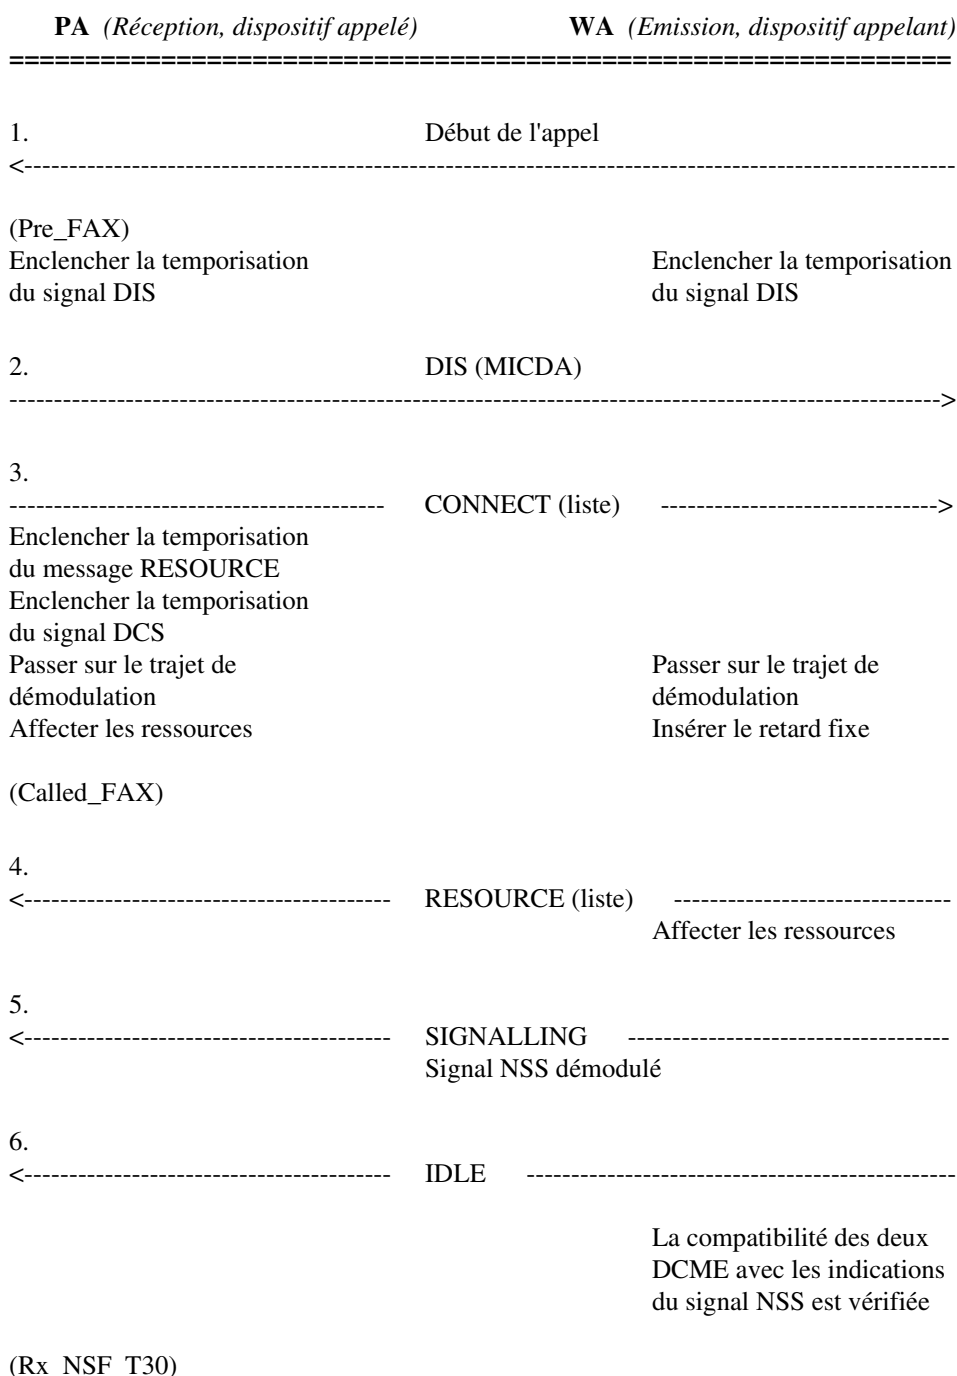 PA (Réception, dispositif appelé) WA (Emission, dispositif appelant)
==============================================================
1. Début de l'appel
<--------------------------------------------------------------------------------------------------------
(Pre_FAX)
Enclencher la temporisation Enclencher la temporisation
du signal DIS du signal DIS
2. DIS (MICDA)
-------------------------------------------------------------------------------------------------------->
3.
------------------------------------------ CONNECT (liste) ------------------------------->
Enclencher la temporisation
du message RESOURCE
Enclencher la temporisation
du signal DCS
Passer sur le trajet de Passer sur le trajet de
démodulation démodulation
Affecter les ressources Insérer le retard fixe
(Called_FAX)
4.
<----------------------------------------- RESOURCE (liste) -------------------------------
Affecter les ressources
5.
<----------------------------------------- SIGNALLING ------------------------------------
Signal NSS démodulé
6.
<----------------------------------------- IDLE ------------------------------------------------
La compatibilité des deux
DCME avec les indications
du signal NSS est vérifiée
(Rx_NSF_T30)